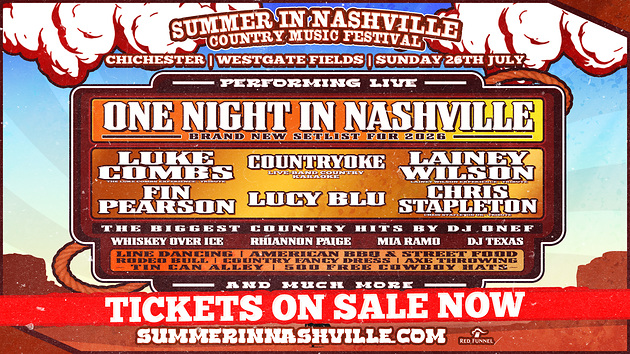 SUMMER IN NASHVILLE
COUNTRY MUSIC FESTIVAL
CHICHESTER | WESTGATE FIELDS | SUNDAY 26TH JULY
PERFORMING LIVE
ONE NIGHT IN NASHVILLE
BRAND NEW SETLIST FOR 2026
LUKE COMBS
COUNTRYOKE
LIVE BAND COUNTRY KARAOKE
LAINEY WILSON
PEARSON
LUCY BLU
CHRIS STAPLETON
THE BIGGEST COUNTRY HITS BY DJ ONEF
WHISKEY OVER ICE RHIANNON PAIGE MIA RAMO DJ TEXAS
LINE DANCING | AMERICAN BBQ & STREET FOOD
RODEO BULL | COUNTRY FANCY DRESS | AXE THROWING
TIN CAN ALLEY | 500 FREE COWBOY HATS
AND MUCH MORE
TICKETS ON SALE NOW
SUMMERINNASHVILLE.COM
RED FUNNEL